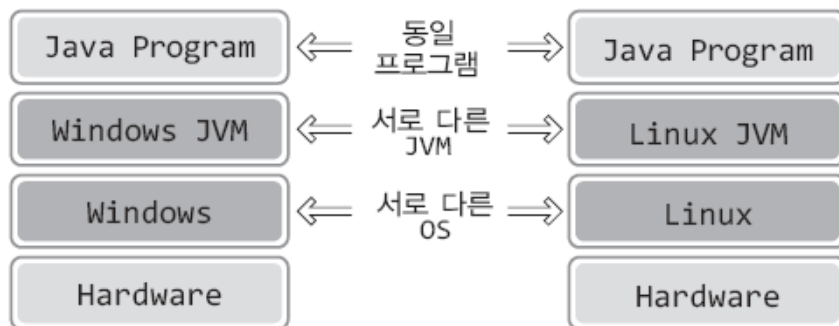 Java Program
동일
프로그램
Java Program
Windows JVM
서로 다른
JVM
Linux JVM
Windows
서로 다른
OS
Linux
Hardware
Hardware